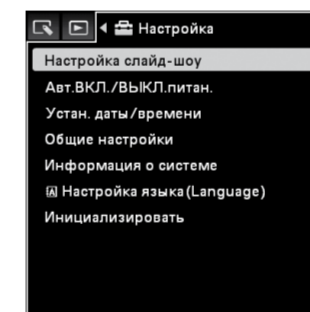 Настройка
Настройка слайд-шоу
Авт.ВКЛ./ВЫКЛ.питан.
Устан. даты/времени
Общие настройки
Информация о системе
A Настройка языка(Language)
Инициализировать